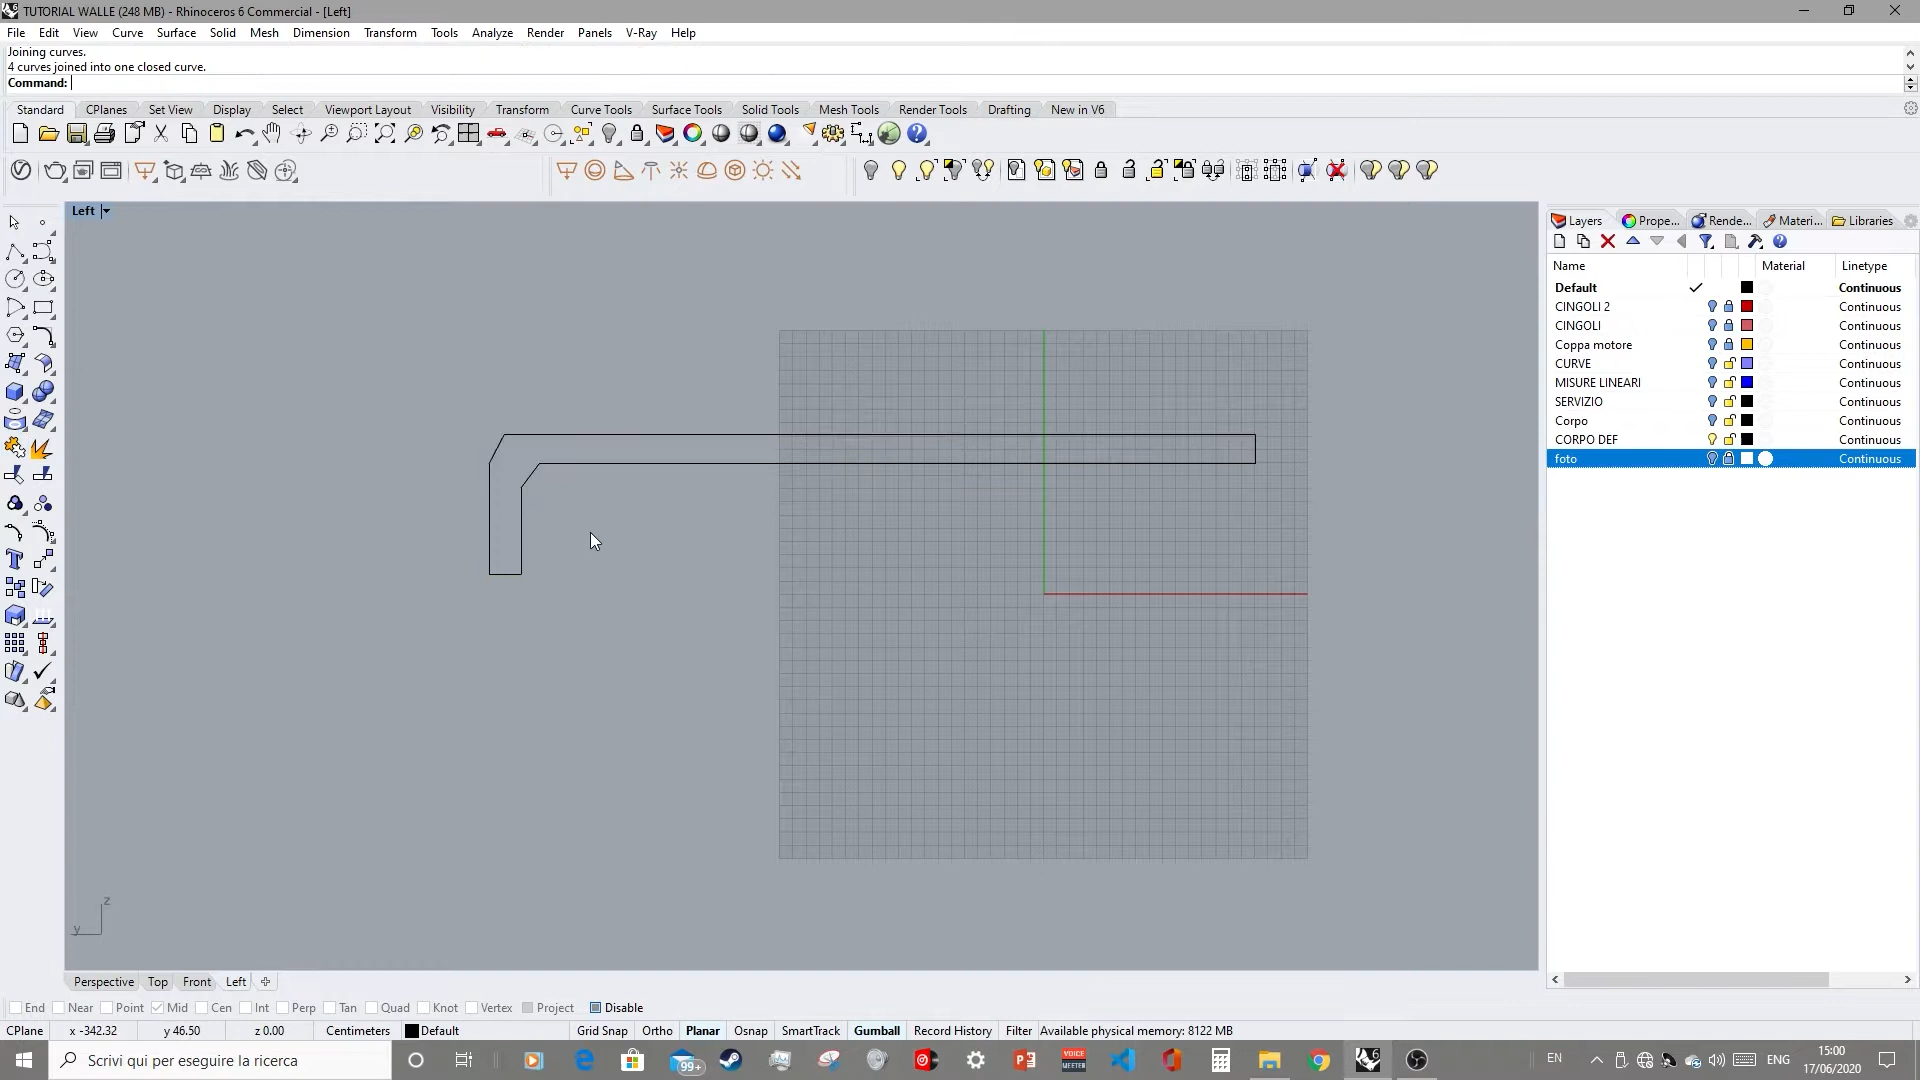 TUTORIAL WALLE (248 MB) - Rhinoceros 6 Commercial - [Left]
File Edit View Curve Surface Solid Mesh Dimension Transform Tools Analyze Render Panels V-Ray Help
Joining curves.
4 curves joined into one closed curve.
Command:
Standard CPlanes Set View Display Select Viewport Layout Visibility Transform Curve Tools Surface Tools Solid Tools Mesh Tools Render Tools Drafting New in V6
Left
Layers Prope... Rende... Materi... Libraries
Name Material Linetype
Default Continuous
CINGOLI 2 Continuous
CINGOLI Continuous
Coppa motore Continuous
CURVE Continuous
MISURE LINEARI Continuous
SERVIZIO Continuous
Corpo Continuous
CORPO DEF Continuous
foto Continuous
z
y
Perspective Top Front Left
End Near Point Mid Cen Int Perp Tan Quad Knot Vertex Project Disable
CPlane x -342.32 y 46.50 z 0.00 Centimeters Default Grid Snap Ortho Planar Osnap SmartTrack Gumball Record History Filter Available physical memory: 8122 MB
Scrivi qui per eseguire la ricerca 99+ VOICE MEETER EN ENG 15:00
17/06/2020